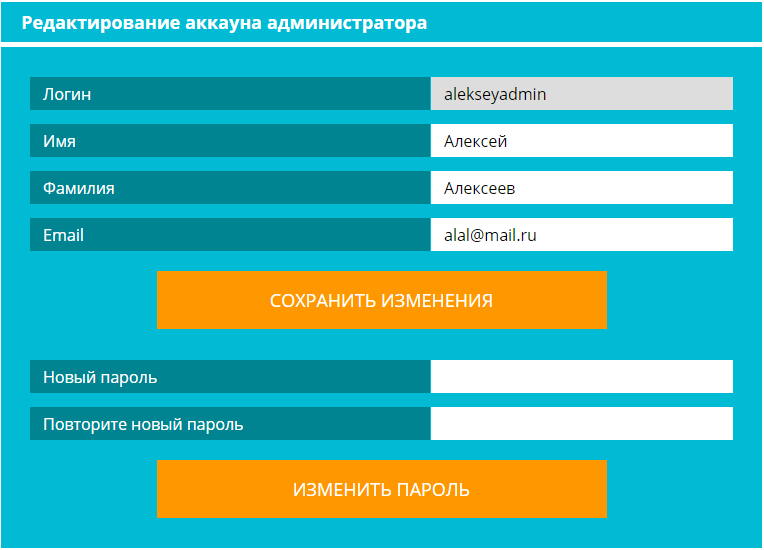 Редактирование аккауна администратора
Логин alekseyadmin
Имя Алексей
Фамилия Алексеев
Email alal@mail.ru
СОХРАНИТЬ ИЗМЕНЕНИЯ
Новый пароль
Повторите новый пароль
ИЗМЕНИТЬ ПАРОЛЬ